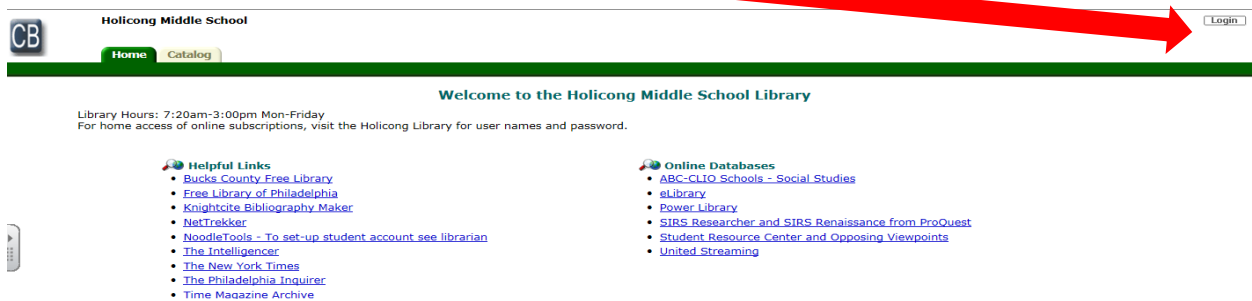 CB
Holicong Middle School
Login
Home Catalog
Welcome to the Holicong Middle School Library
Library Hours: 7:20am-3:00pm Mon-Friday
For home access of online subscriptions, visit the Holicong Library for user names and password.
Helpful Links
• Bucks County Free Library
• Free Library of Philadelphia
• Knightcite Bibliography Maker
• NetTrekker
• NoodleTools - To set-up student account see librarian
• The Intelligencer
• The New York Times
• The Philadelphia Inquirer
• Time Magazine Archive
Online Databases
• ABC-CLIO Schools - Social Studies
• eLibrary
• Power Library
• SIRS Researcher and SIRS Renaissance from ProQuest
• Student Resource Center and Opposing Viewpoints
• United Streaming